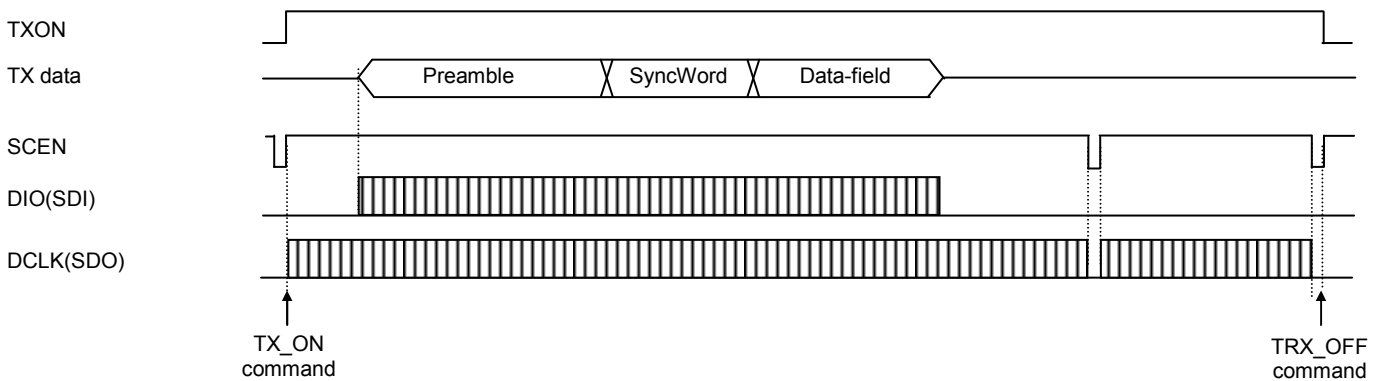 TXON
TX data
Preamble
SyncWord
Data-field
SCEN
DIO(SDI)
DCLK(SDO)
TX_ON
command
TRX_OFF
command